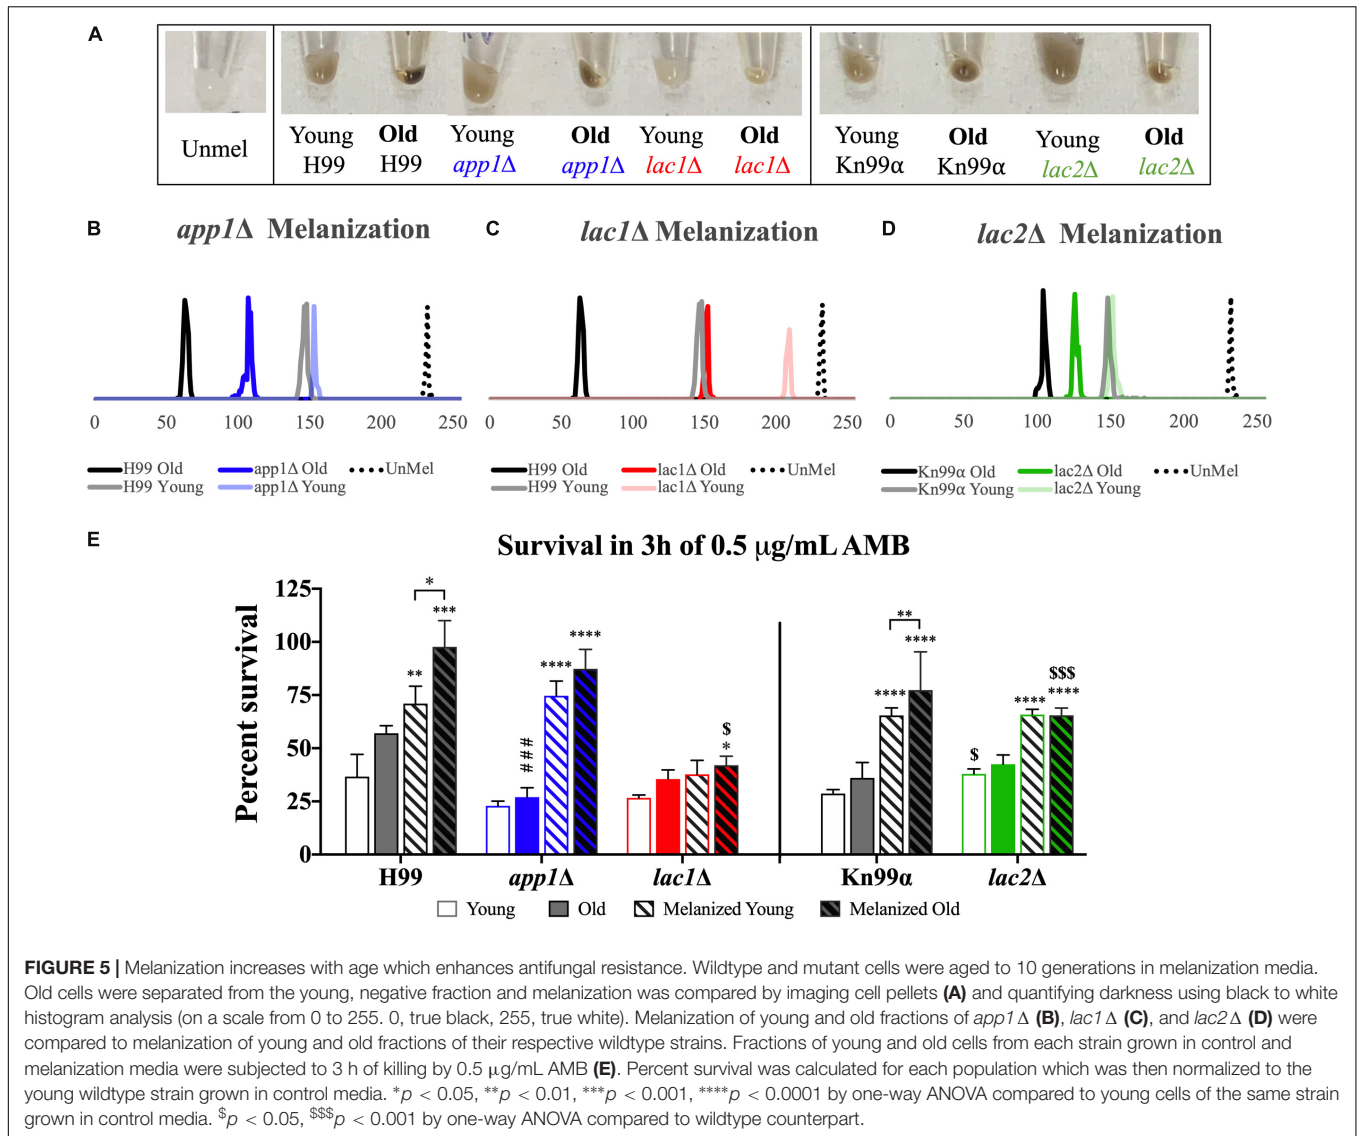 A
Unmel
Young Old Young Old Young Old
H99 H99 app1Δ app1Δ lac1Δ lac1Δ
Young Old Young Old
Kn99α Kn99α lac2Δ lac2Δ
B
app1Δ Melanization
0 50 100 150 200 250
H99 Old app1Δ Old UnMel
H99 Young app1Δ Young
C
lac1Δ Melanization
0 50 100 150 200 250
H99 Old lac1Δ Old UnMel
H99 Young lac1Δ Young
D
lac2Δ Melanization
0 50 100 150 200 250
Kn99α Old lac2Δ Old UnMel
Kn99α Young lac2Δ Young
E
Survival in 3h of 0.5 μg/mL AMB
Percent survival
125
100
75
50
25
0
** * ***
### **** ****
$
*
**** ** ****
$ **** $$$
****
H99 app1Δ lac1Δ Kn99α lac2Δ
Young Old Melanized Young Melanized Old
FIGURE 5 | Melanization increases with age which enhances antifungal resistance. Wildtype and mutant cells were aged to 10 generations in melanization media.
Old cells were separated from the young, negative fraction and melanization was compared by imaging cell pellets (A) and quantifying darkness using black to white
histogram analysis (on a scale from 0 to 255. 0, true black, 255, true white). Melanization of young and old fractions of app1Δ (B), lac1Δ (C), and lac2Δ (D) were
compared to melanization of young and old fractions of their respective wildtype strains. Fractions of young and old cells from each strain grown in control and
melanization media were subjected to 3 h of killing by 0.5 μg/mL AMB (E). Percent survival was calculated for each population which was then normalized to the
young wildtype strain grown in control media. *p < 0.05, **p < 0.01, ***p < 0.001, ****p < 0.0001 by one-way ANOVA compared to young cells of the same strain
grown in control media. $p < 0.05, $$$p < 0.001 by one-way ANOVA compared to wildtype counterpart.